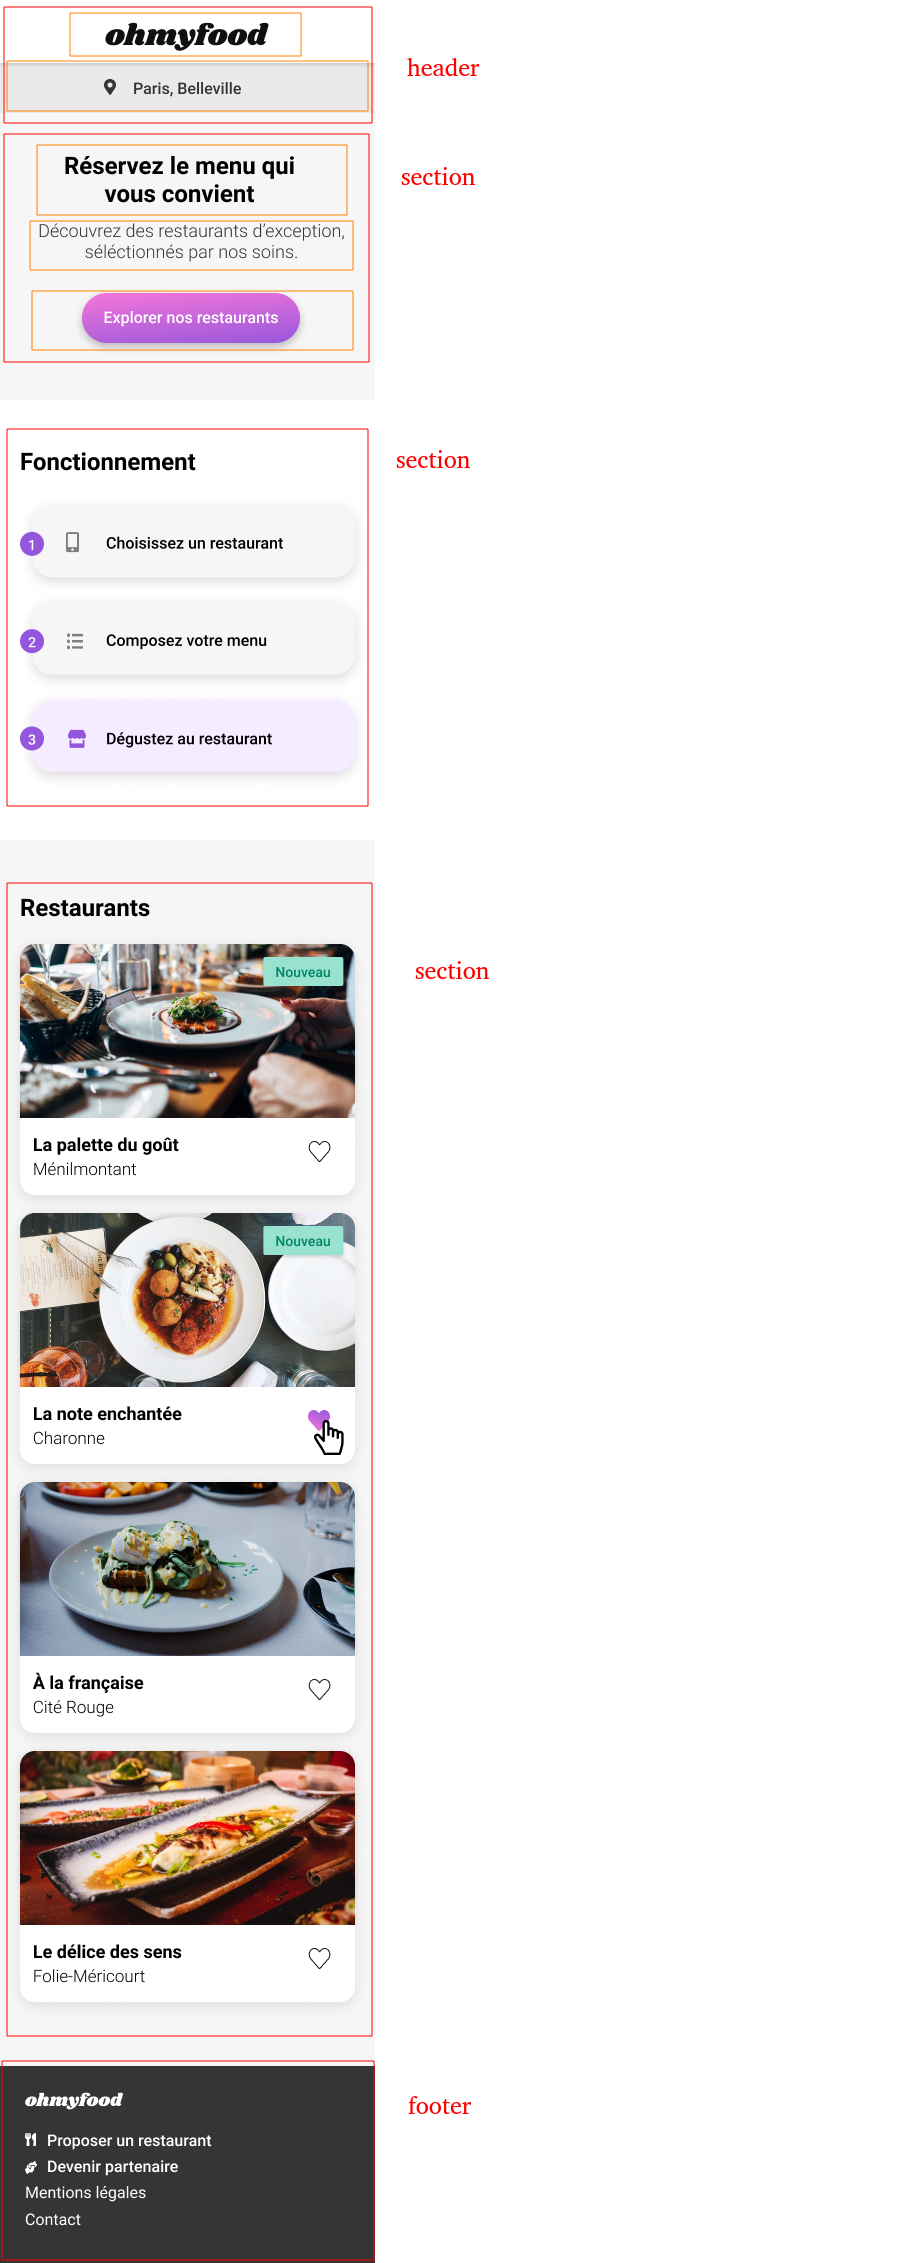 ohmyfood
header
Paris, Belleville
Réservez le menu qui
vous convient
section
Découvrez des restaurants d'exception,
séléctionnés par nos soins.
Explorer nos restaurants
Fonctionnement
section
1
Choisissez un restaurant
2
Composez votre menu
3
Dégustez au restaurant
Restaurants
section
Nouveau
La palette du goût
Ménilmontant
Nouveau
La note enchantée
Charonne
À la française
Cité Rouge
Le délice des sens
Folie-Méricourt
ohmyfood
footer
Proposer un restaurant
Devenir partenaire
Mentions légales
Contact